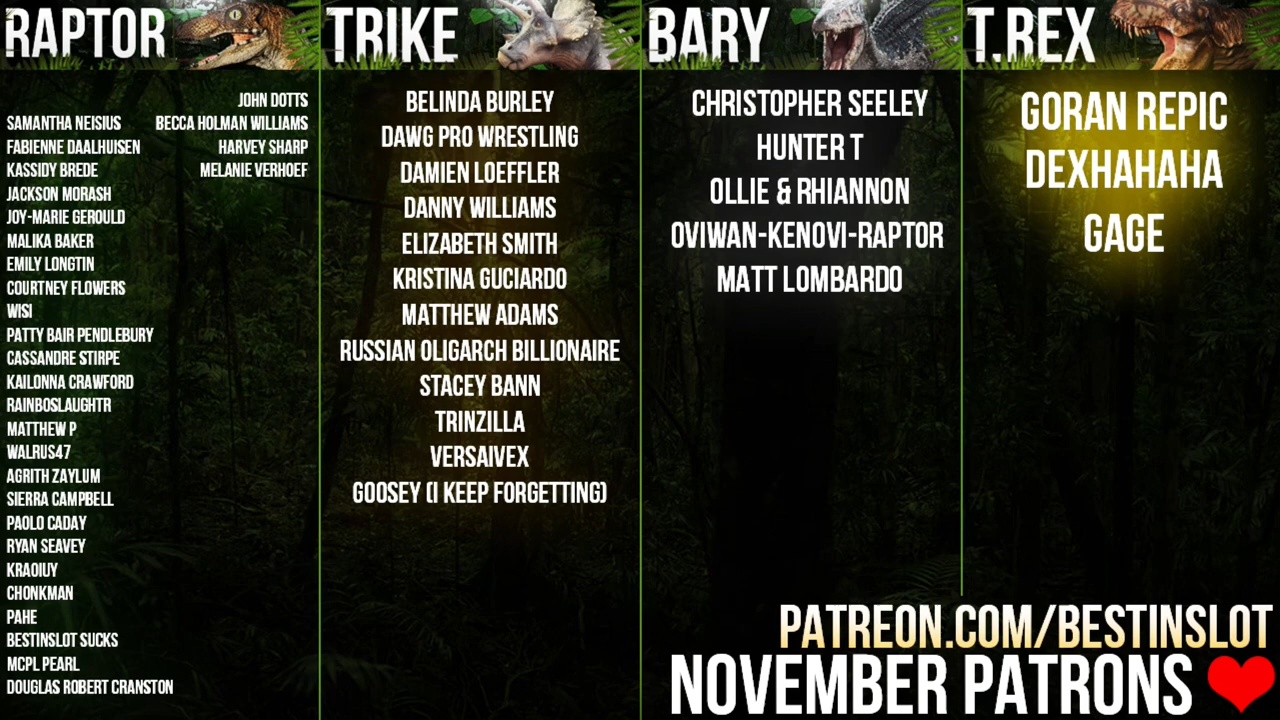 RAPTOR
SAMANTHA NEISIUS
FABIENNE DAALHUISEN
KASSIDY BREDE
JACKSON MORASH
JOY-MARIE GEROULD
MALIKA BAKER
EMILY LONGTIN
COURTNEY FLOWERS
WISI
PATTY BAIR PENDLEBURY
CASSANDRE STIRPE
KAILONNA CRAWFORD
RAINBOSLAUGHTR
MATTHEW P
WALRUS47
AGRITH ZAYLUM
SIERRA CAMPBELL
PAOLO CADAY
RYAN SEAVEY
KRAOIUY
CHONKMAN
PAHE
BESTINSLOT SUCKS
MCPL PEARL
DOUGLAS ROBERT CRANSTON
JOHN DOTTS
BECCA HOLMAN WILLIAMS
HARVEY SHARP
MELANIE VERHOEF
TRIKE
BELINDA BURLEY
DAWG PRO WRESTLING
DAMIEN LOEFFLER
DANNY WILLIAMS
ELIZABETH SMITH
KRISTINA GUCIARDO
MATTHEW ADAMS
RUSSIAN OLIGARCH BILLIONAIRE
STACEY BANN
TRINZILLA
VERSAIVEX
GOOSEY (I KEEP FORGETTING)
BARY
CHRISTOPHER SEELEY
HUNTER T
OLLIE & RHIANNON
OVIWAN-KENOVI-RAPTOR
MATT LOMBARDO
T.REX
GORAN REPIC
DEXHAHAHA
GAGE
PATREON.COM/BESTINSLOT
NOVEMBER PATRONS